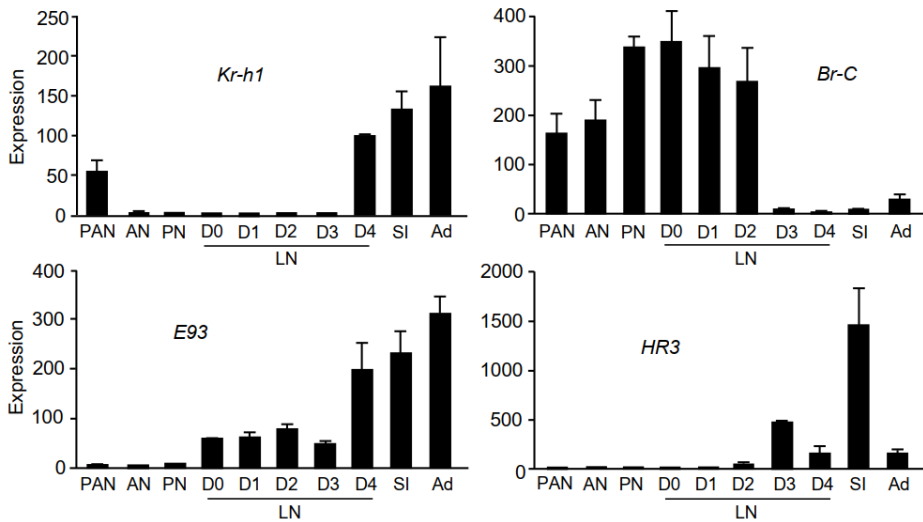 250
200
150
100
50
0
Expression
Kr-h1
PAN AN PN D0 D1 D2 D3 D4 SI Ad
LN
400
300
200
100
0
Br-C
PAN AN PN D0 D1 D2 D3 D4 SI Ad
LN
400
300
200
100
0
Expression
E93
PAN AN PN D0 D1 D2 D3 D4 SI Ad
LN
2000
1500
1000
500
0
HR3
PAN AN PN D0 D1 D2 D3 D4 SI Ad
LN